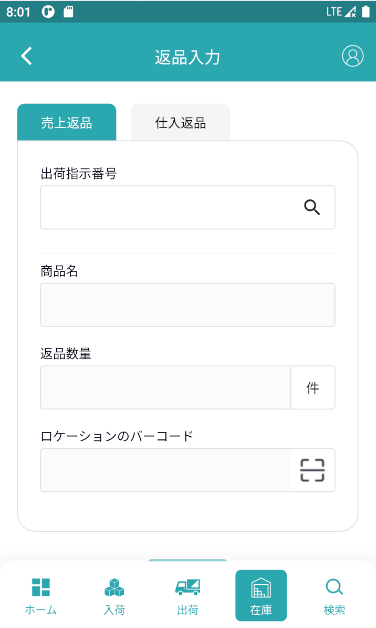 8:01
LTE
返品入力
売上返品
仕入返品
出荷指示番号
商品名
返品数量
件
ロケーションのバーコード
ホーム
入荷
出荷
在庫
検索